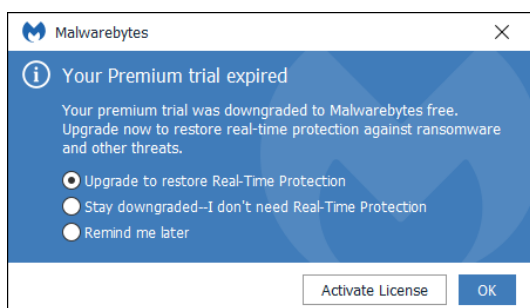 Malwarebytes
Your Premium trial expired
Your premium trial was downgraded to Malwarebytes free.
Upgrade now to restore real-time protection against ransomware
and other threats.
Upgrade to restore Real-Time Protection
Stay downgraded--I don't need Real-Time Protection
Remind me later
Activate License
OK